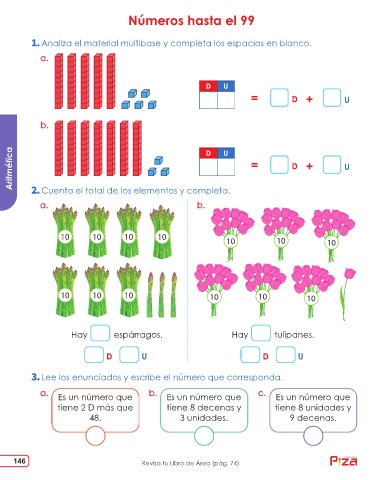 Números hasta el 99
1. Analiza el material multibase y completa los espacios en blanco.
a.
D U
= D + U
b.
D U
= D + U
Aritmética
2. Cuenta el total de los elementos y completa.
a. b.
10 10 10 10
10 10 10
10 10 10
10 10 10
Hay espárragos. Hay tulipanes.
D U D U
3. Lee los enunciados y escribe el número que corresponda.
a. Es un número que tiene 2 D más que 48.
b. Es un número que tiene 8 decenas y 3 unidades.
c. Es un número que tiene 8 unidades y 9 decenas.
146
Revisa tu Libro de Área (pág. 74)